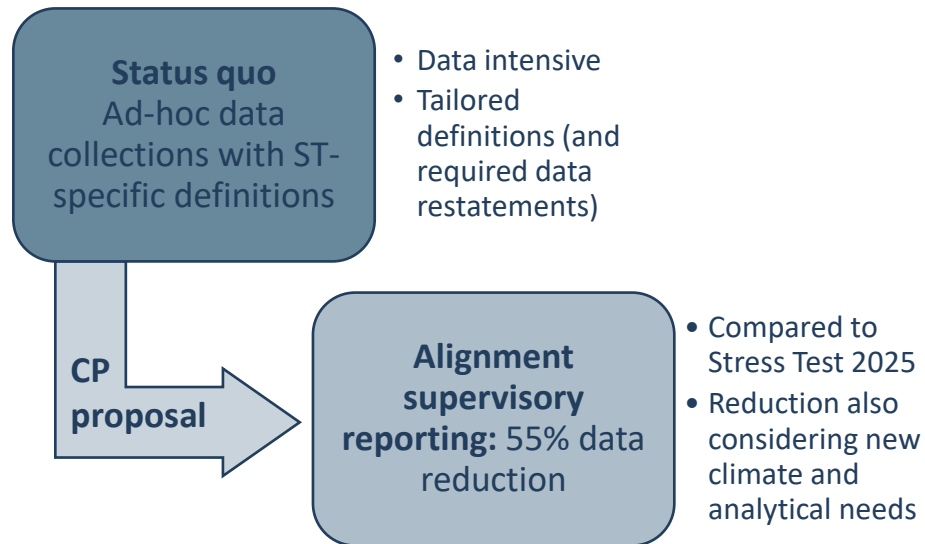 Status quo
Ad-hoc data
collections with ST-
specific definitions
• Data intensive
• Tailored
definitions (and
required data
restatements)
CP
proposal
Alignment
supervisory
reporting: 55% data
reduction
• Compared to
Stress Test 2025
• Reduction also
considering new
climate and
analytical needs